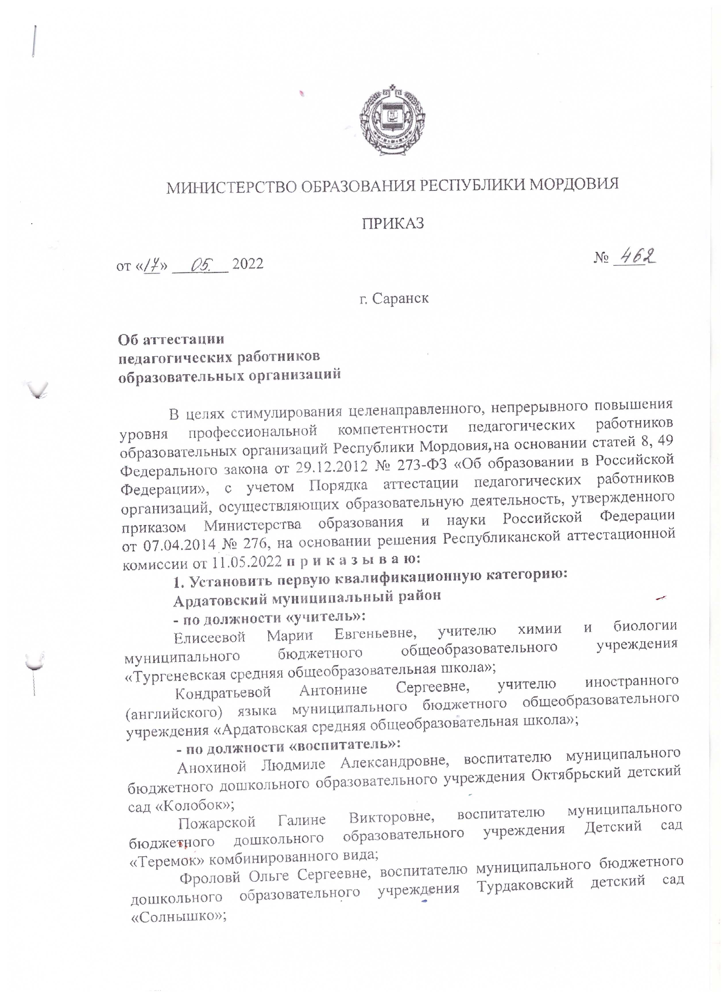 МИНИСТЕРСТВО ОБРАЗОВАНИЯ РЕСПУБЛИКИ МОРДОВИЯ
ПРИКАЗ
от «17» 05. 2022 № 462
г. Саранск
Об аттестации
педагогических работников
образовательных организаций
В целях стимулирования целенаправленного, непрерывного повышения
уровня профессиональной компетентности педагогических работников
образовательных организаций Республики Мордовия, на основании статей 8, 49
Федерального закона от 29.12.2012 № 273-ФЗ «Об образовании в Российской
Федерации», с учетом Порядка аттестации педагогических работников
организаций, осуществляющих образовательную деятельность, утвержденного
приказом Министерства образования и науки Российской Федерации
от 07.04.2014 № 276, на основании решения Республиканской аттестационной
комиссии от 11.05.2022 п р и к а з ы в а ю:
1. Установить первую квалификационную категорию:
Ардатовский муниципальный район
- по должности «учитель»:
Елисеевой Марии Евгеньевне, учителю химии и биологии
муниципального бюджетного общеобразовательного учреждения
«Тургеневская средняя общеобразовательная школа»;
Кондратьевой Антонине Сергеевне, учителю иностранного
(английского) языка муниципального бюджетного общеобразовательного
учреждения «Ардатовская средняя общеобразовательная школа»;
- по должности «воспитатель»:
Анохиной Людмиле Александровне, воспитателю муниципального
бюджетного дошкольного образовательного учреждения Октябрьский детский
сад «Колобок»;
Пожарской Галине Викторовне, воспитателю муниципального
бюджетного дошкольного образовательного учреждения Детский сад
«Теремок» комбинированного вида;
Фроловй Ольге Сергеевне, воспитателю муниципального бюджетного
дошкольного образовательного учреждения Турдаковский детский сад
«Солнышко»;